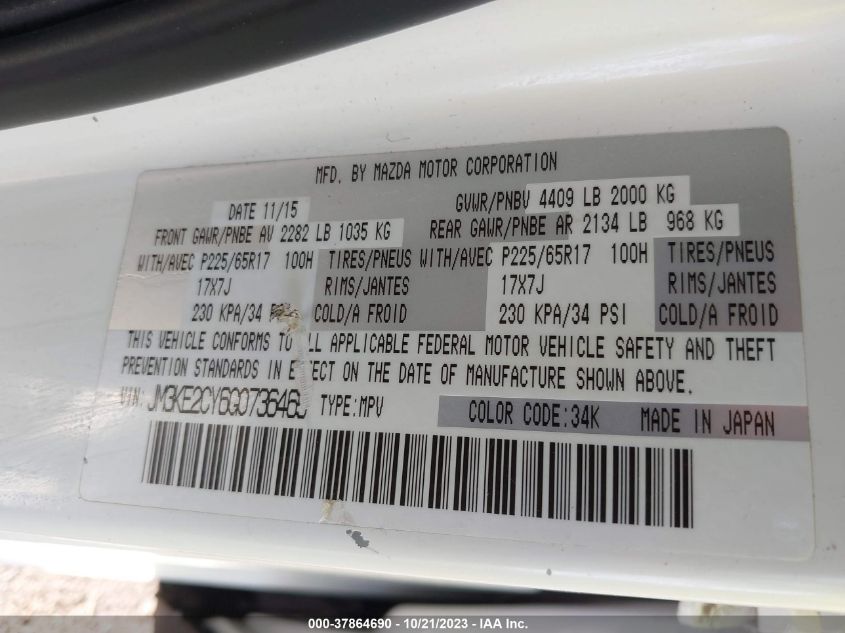 MFD. BY MAZDA MOTOR CORPORATION
DATE 11/15 GVWR/PNBV 4409 LB 2000 KG
FRONT GAWR/PNBE AV 2282 LB 1035 KG REAR GAWR/PNBE AR 2134 LB 968 KG
WITH/AVEC P225/65R17 100H TIRES/PNEUS WITH/AVEC P225/65R17 100H TIRES/PNEUS
17X7J RIMS/JANTES 17X7J RIMS/JANTES
230 KPA/34 COLD/A FROID 230 KPA/34 PSI COLD/A FROID
THIS VEHICLE CONFORMS TO ALL APPLICABLE FEDERAL MOTOR VEHICLE SAFETY AND THEFT
PREVENTION STANDARDS IN EFFECT ON THE DATE OF MANUFACTURE SHOWN ABOVE.
VIN: TYPE:MPV COLOR CODE:34K MADE IN JAPAN
000-37864690 - 10/21/2023 - IAA Inc.